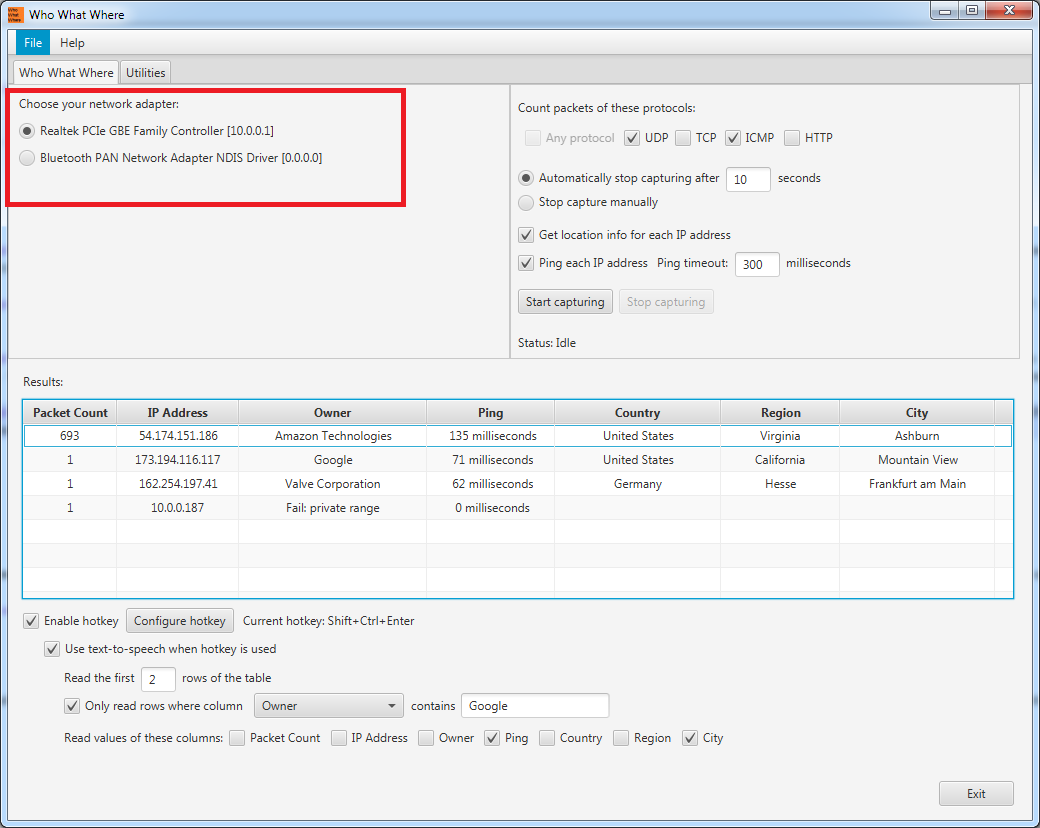 Who What Where
File Help
Who What Where Utilities
Choose your network adapter:
Realtek PCIe GBE Family Controller [10.0.0.1]
Bluetooth PAN Network Adapter NDIS Driver [0.0.0.0]
Count packets of these protocols:
Any protocol UDP TCP ICMP HTTP
Automatically stop capturing after 10 seconds
Stop capture manually
Get location info for each IP address
Ping each IP address Ping timeout: 300 milliseconds
Start capturing Stop capturing
Status: Idle
Results:
Packet Count IP Address Owner Ping Country Region City
693 54.174.151.186 Amazon Technologies 135 milliseconds United States Virginia Ashburn
1 173.194.116.117 Google 71 milliseconds United States California Mountain View
1 162.254.197.41 Valve Corporation 62 milliseconds Germany Hesse Frankfurt am Main
1 10.0.0.187 Fail: private range 0 milliseconds
Enable hotkey Configure hotkey Current hotkey: Shift+Ctrl+Enter
Use text-to-speech when hotkey is used
Read the first 2 rows of the table
Only read rows where column Owner contains Google
Read values of these columns: Packet Count IP Address Owner Ping Country Region City
Exit